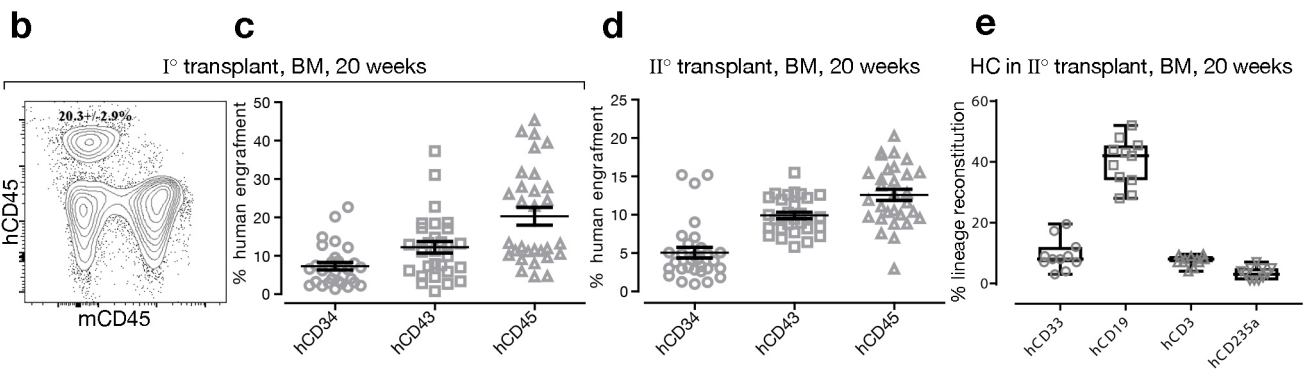 b
c
d
e
I° transplant, BM, 20 weeks
II° transplant, BM, 20 weeks
HC in II° transplant, BM, 20 weeks
20.3+/-2.9%
hCD45
mCD45
% human engrafment
50
40
30
20
10
0
hCD34
hCD43
hCD45
% human engrafment
25
20
15
10
5
0
hCD34
hCD43
hCD45
% lineage reconstitution
60
40
20
0
hCD33
hCD19
hCD3
hCD235a